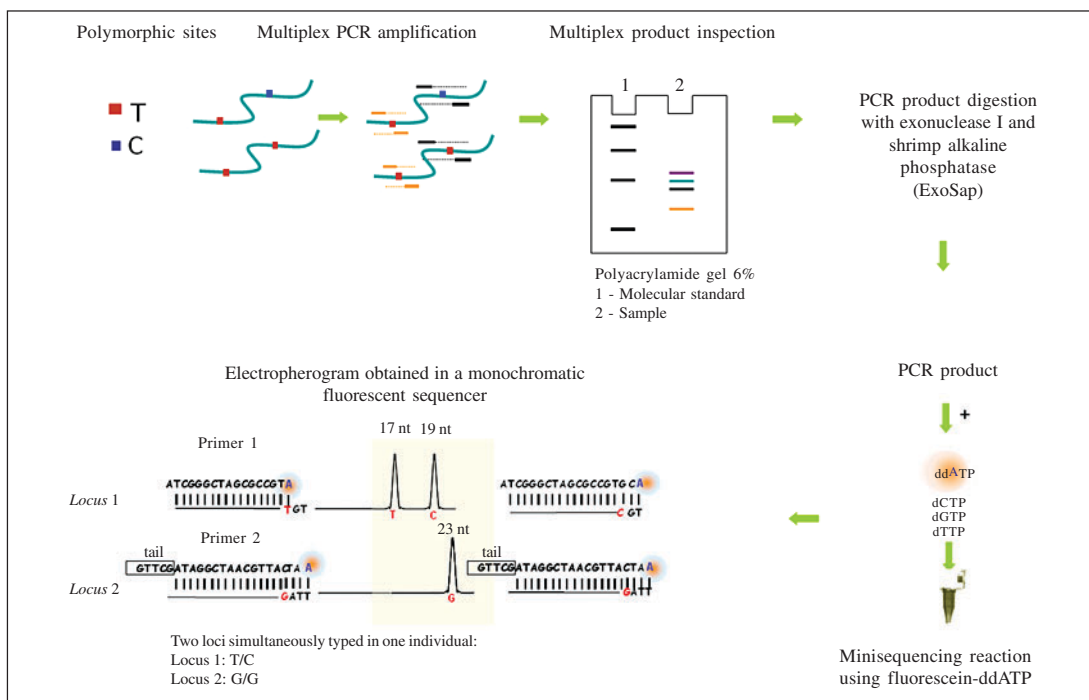 Polymorphic sites
Multiplex PCR amplification
Multiplex product inspection
T
C
1 2
PCR product digestion
with exonuclease I and
shrimp alkaline
phosphatase
(ExoSap)
Polyacrylamide gel 6%
1 - Molecular standard
2 - Sample
PCR product
+
ddATP
dCTP
dGTP
dTTP
Minisequencing reaction
using fluorescein-ddATP
Electropherogram obtained in a monochromatic
fluorescent sequencer
17 nt 19 nt
Primer 1
Locus 1
ATCGGGCTAGCGCCGTA
TGT
T C
ATCGGGCTAGCGCCGTGCA
CGT
Primer 2
23 nt
tail
Locus 2
GTTCGATAGGCTAACGTTACTAA
GATT
G
tail
GTTCGATAGGCTAACGTTACTAA
GATT
Two loci simultaneously typed in one individual:
Locus 1: T/C
Locus 2: G/G